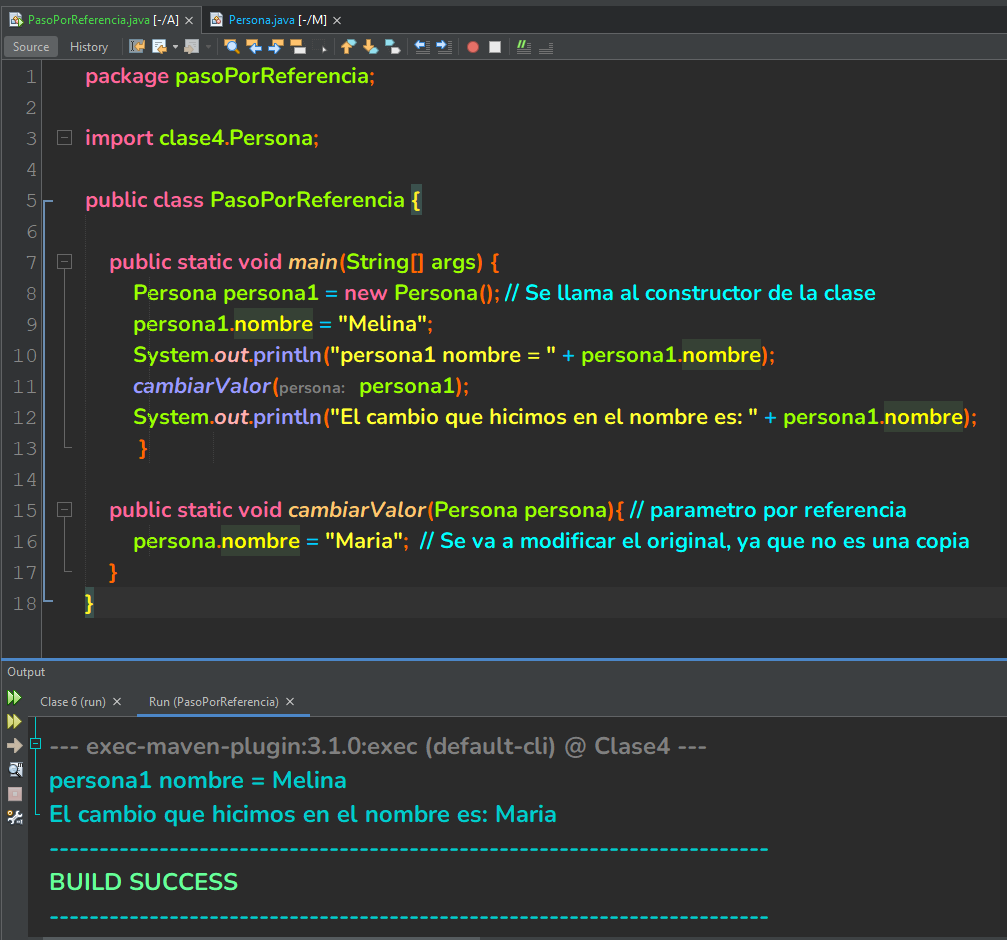 PasoPorReferencia.java [-/A] × Persona.java [-/M] ×
Source History
1 package pasoPorReferencia;
2
3 import clase4.Persona;
4
5 public class PasoPorReferencia {
6
7 public static void main(String[] args) {
8 Persona persona1 = new Persona(); // Se llama al constructor de la clase
9 persona1.nombre = "Melina";
10 System.out.println("persona1 nombre = " + persona1.nombre);
11 cambiarValor(persona: persona1);
12 System.out.println("El cambio que hicimos en el nombre es: " + persona1.nombre);
13 }
14
15 public static void cambiarValor(Persona persona){ // parametro por referencia
16 persona.nombre = "Maria"; // Se va a modificar el original, ya que no es una copia
17 }
18 }
Output
Clase 6 (run) × Run (PasoPorReferencia) ×
--- exec-maven-plugin:3.1.0:exec (default-cli) @ Clase4 ---
persona1 nombre = Melina
El cambio que hicimos en el nombre es: Maria
------------------------------------------------------------------------
BUILD SUCCESS
------------------------------------------------------------------------